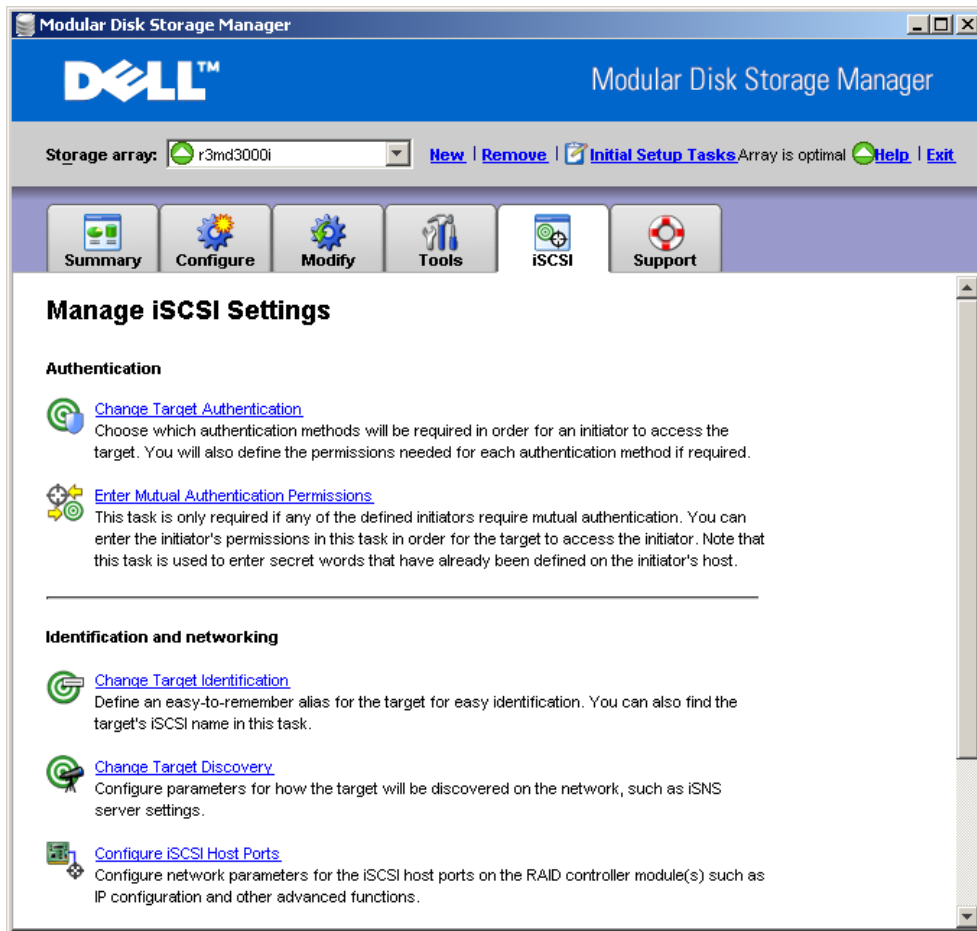 Modular Disk Storage Manager
DELL™
Modular Disk Storage Manager
Storage array: r3md3000i New | Remove | Initial Setup Tasks Array is optimal Help | Exit
Summary Configure Modify Tools iSCSI Support
Manage iSCSI Settings
Authentication
Change Target Authentication
Choose which authentication methods will be required in order for an initiator to access the
target. You will also define the permissions needed for each authentication method if required.
Enter Mutual Authentication Permissions
This task is only required if any of the defined initiators require mutual authentication. You can
enter the initiator's permissions in this task in order for the target to access the initiator. Note that
this task is used to enter secret words that have already been defined on the initiator's host.
Identification and networking
Change Target Identification
Define an easy-to-remember alias for the target for easy identification. You can also find the
target's iSCSI name in this task.
Change Target Discovery
Configure parameters for how the target will be discovered on the network, such as iSNS
server settings.
Configure iSCSI Host Ports
Configure network parameters for the iSCSI host ports on the RAID controller module(s) such as
IP configuration and other advanced functions.